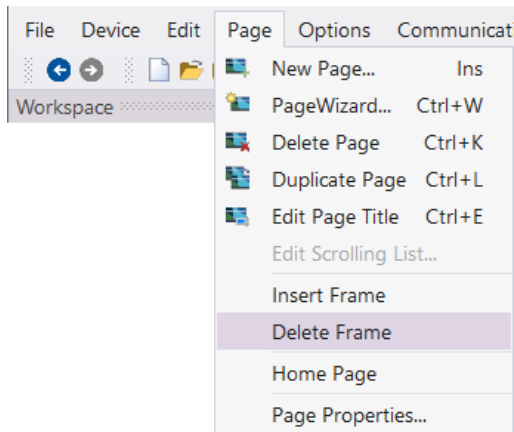 File Device Edit Page Options Communicat
New Page... Ins
Workspace
PageWizard... Ctrl+W
Delete Page Ctrl+K
Duplicate Page Ctrl+L
Edit Page Title Ctrl+E
Edit Scrolling List...
Insert Frame
Delete Frame
Home Page
Page Properties...